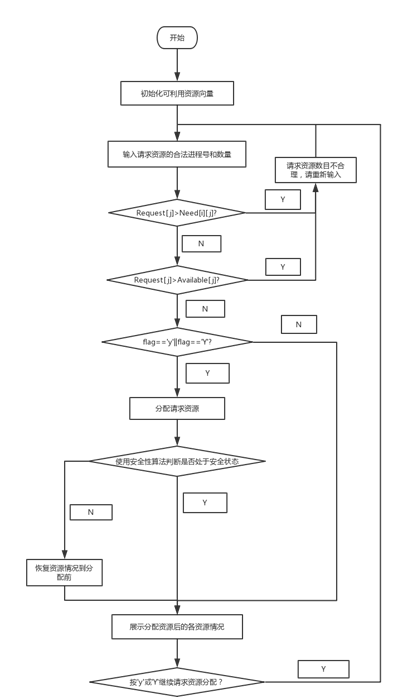 开始
初始化可利用资源向量
输入请求资源的合法进程号和数量
请求资源数目不合
理，请重新输入
Request[j]>Need[i][j]?
Y
N
Request[j]>Available[j]?
Y
N
N
flag=='y'||flag=='Y'?
Y
分配请求资源
使用安全性算法判断是否处于安全状态
Y
N
恢复资源情况到分
配前
展示分配资源后的各资源情况
按'y'或'Y'继续请求资源分配？
Y